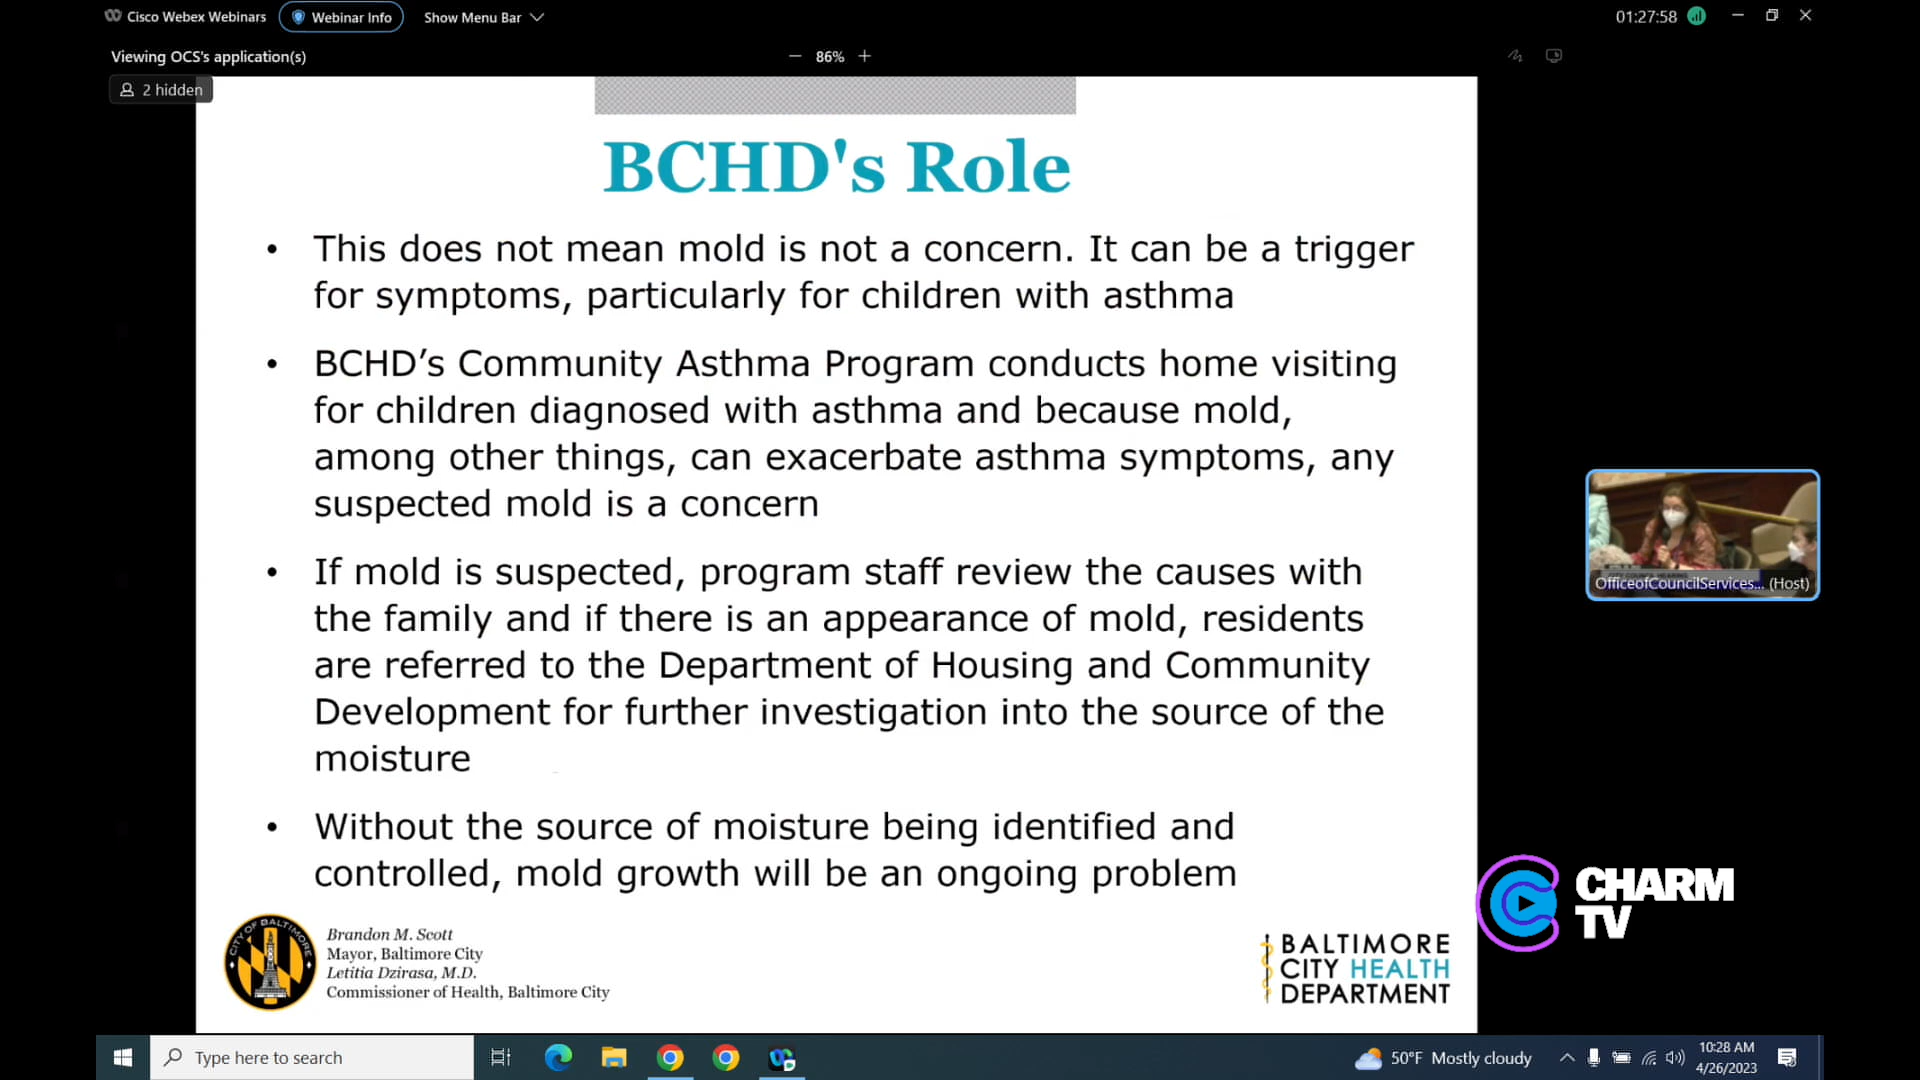 Cisco Webex Webinars
Webinar Info
Show Menu Bar
01:27:58
Viewing OCS's application(s)
86%
2 hidden
BCHD's Role
• This does not mean mold is not a concern. It can be a trigger
for symptoms, particularly for children with asthma
• BCHD’s Community Asthma Program conducts home visiting
for children diagnosed with asthma and because mold,
among other things, can exacerbate asthma symptoms, any
suspected mold is a concern
• If mold is suspected, program staff review the causes with
the family and if there is an appearance of mold, residents
are referred to the Department of Housing and Community
Development for further investigation into the source of the
moisture
• Without the source of moisture being identified and
controlled, mold growth will be an ongoing problem
OfficeofCouncilServices... (Host)
CITY OF BALTIMORE
Brandon M. Scott
Mayor, Baltimore City
Letitia Dzirasa, M.D.
Commissioner of Health, Baltimore City
BALTIMORE
CITY HEALTH
DEPARTMENT
CHARM
TV
Type here to search
50°F Mostly cloudy
10:28 AM
4/26/2023